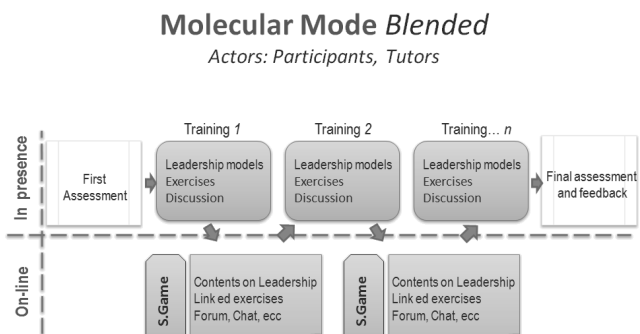 Molecular Mode Blended
Actors: Participants, Tutors
Training 1
Training 2
Training... n
In presence
First
Assessment
Leadership models
Exercises
Discussion
Leadership models
Exercises
Discussion
Leadership models
Exercises
Discussion
Final assessment
and feedback
On-line
S.Game
Contents on Leadership
Link ed exercises
Forum, Chat, ecc
S.Game
Contents on Leadership
Link ed exercises
Forum, Chat, ecc